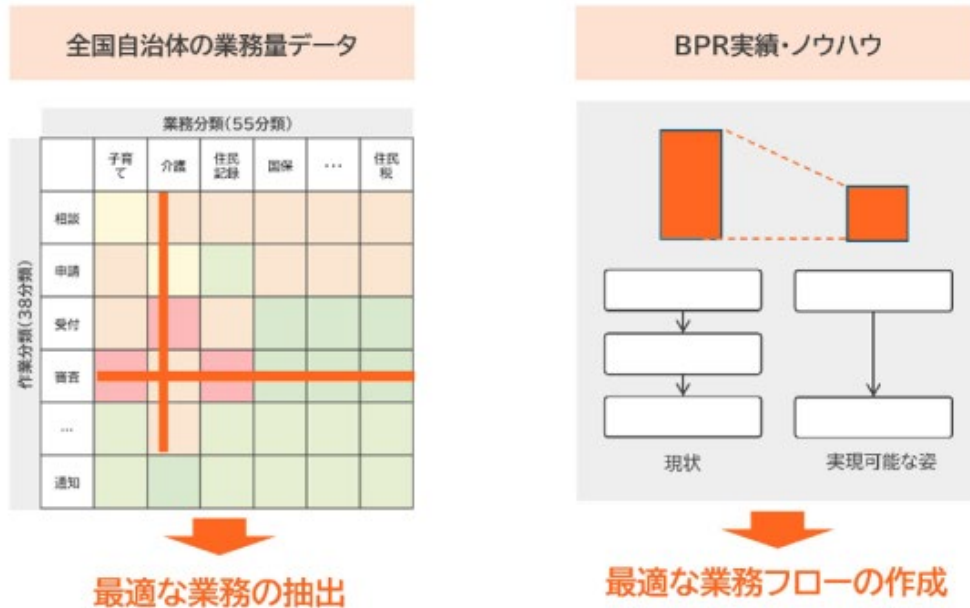 全国自治体の業務量データ
業務分類(55分類)
作業分類(38分類)
子育
て
介護
住民
記録
国保
…
住民
税
相談
申請
受付
審査
…
通知
最適な業務の抽出
BPR実績・ノウハウ
現状
実現可能な姿
最適な業務フローの作成